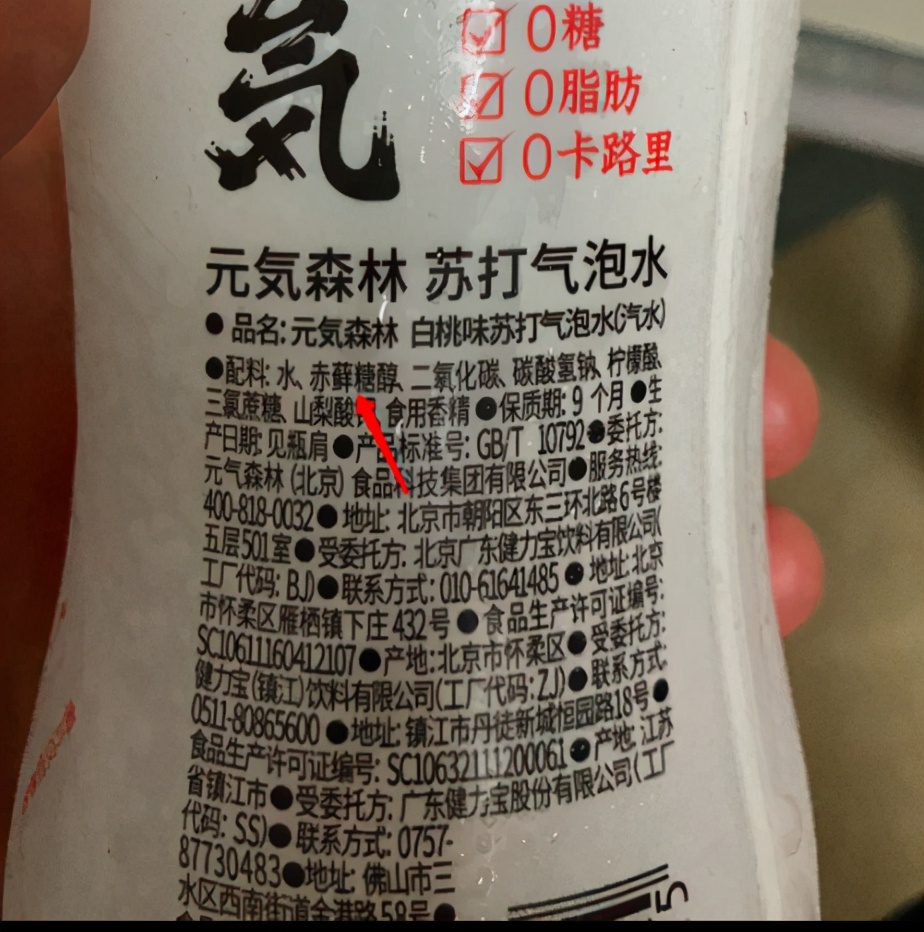 気
0糖
0脂肪
0卡路里
元気森林 苏打气泡水
●品名: 元気森林 白桃味苏打气泡水(汽水)
●配料: 水、赤藓糖醇、二氧化碳、碳酸氢钠、柠檬酸、
三氯蔗糖、山梨酸 食用香精 ●保质期: 9 个月 ●生
产日期: 见瓶肩 ●产品标准号: GB/T 10792●委托方:
元气森林 (北京) 食品科技集团有限公司●服务热线:
400-818-0032● 地址: 北京市朝阳区东三环北路6号楼
五层501室 ●受委托方: 北京广东健力宝饮料有限公司(
工厂代码: BJ)●联系方式: 010-61641485 ● 地址: 北京
市怀柔区雁栖镇下庄432号 ●食品生产许可证编号:
SC10611160412107●产地:北京市怀柔区● 受委托方:
健力宝(镇江)饮料有限公司(工厂代码:ZJ)● 联系方式:
0511-80865600 ●地址: 镇江市丹徒新城恒园路18号●
食品生产许可证编号: SC10632111200061●产地: 江苏
省镇江市● 受委托方: 广东健力宝股份有限公司(工厂
代码: SS)● 联系方式: 0757-
87730483●地址: 佛山市三
水区西南街道金港路58号●
5